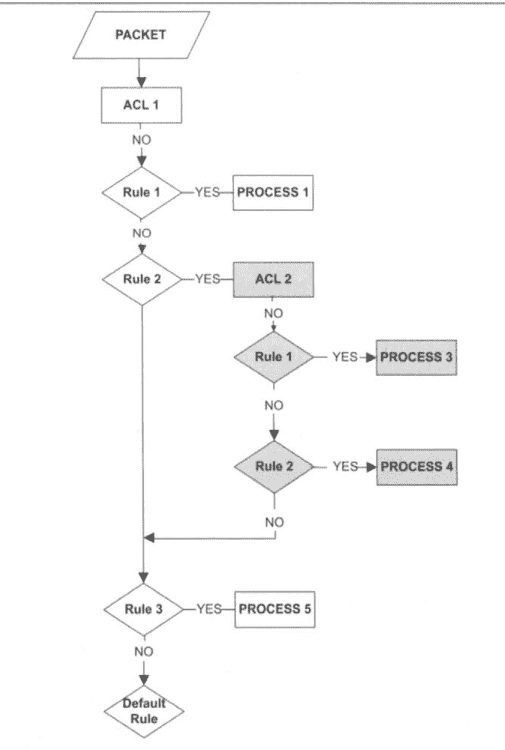 PACKET
ACL 1
NO
Rule 1
YES
PROCESS 1
NO
Rule 2
YES
ACL 2
NO
Rule 1
YES
PROCESS 3
NO
Rule 2
YES
PROCESS 4
NO
Rule 3
YES
PROCESS 5
NO
Default
Rule